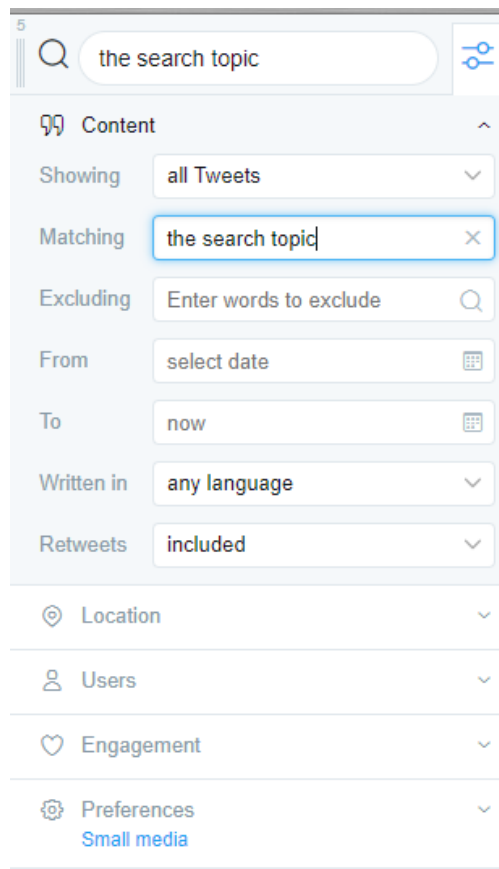 5
the search topic
Content
Showing all Tweets
Matching the search topic
Excluding Enter words to exclude
From select date
To now
Written in any language
Retweets included
Location
Users
Engagement
Preferences
Small media